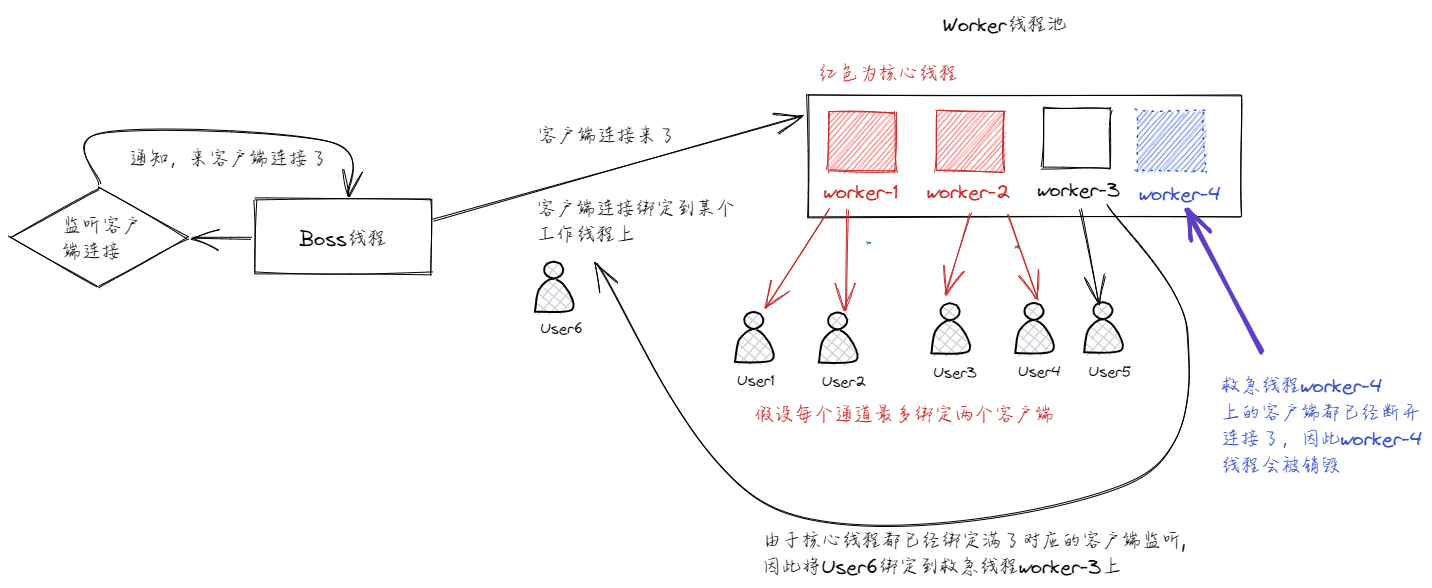 Worker线程池
红色为核心线程
客户端连接来了
通知，来客户端连接了
worker-1
worker-2
worker-3
worker-4
监听客户
端连接
Boss线程
客户端连接绑定到某个
工作线程上
User6
User1
User2
User3
User4
User5
假设每个通道最多绑定两个客户端
救急线程worker-4
上的客户端都已经断开
连接了，因此worker-4
线程会被销毁
由于核心线程都已经绑定满了对应的客户端监听,
因此将User6绑定到救急线程worker-3上